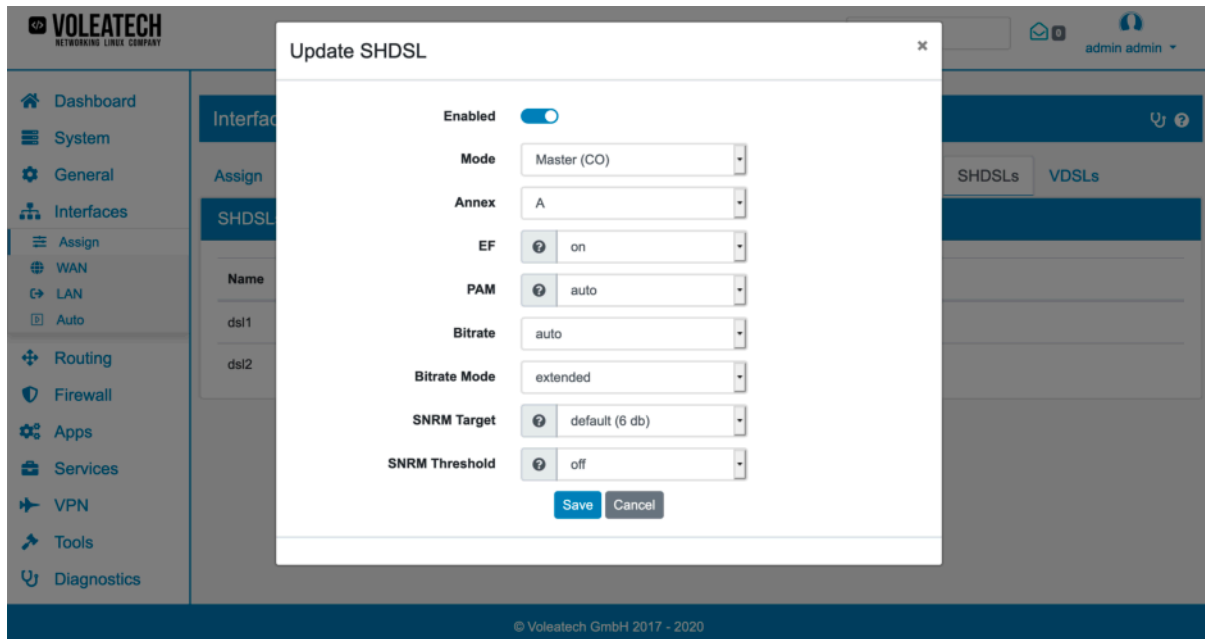 VOLEATECH
NETWORKING LINUX COMPANY
0
admin admin
Dashboard
System
General
Interfaces
Assign
WAN
LAN
Auto
Routing
Firewall
Apps
Services
VPN
Tools
Diagnostics
Interfac
Assign
SHDSLs
VDSLs
SHDSL
Name
dsl1
dsl2
Update SHDSL
×
Enabled
Mode Master (CO)
Annex A
EF on
PAM auto
Bitrate auto
Bitrate Mode extended
SNRM Target default (6 db)
SNRM Threshold off
Save Cancel
© Voleatech GmbH 2017 - 2020